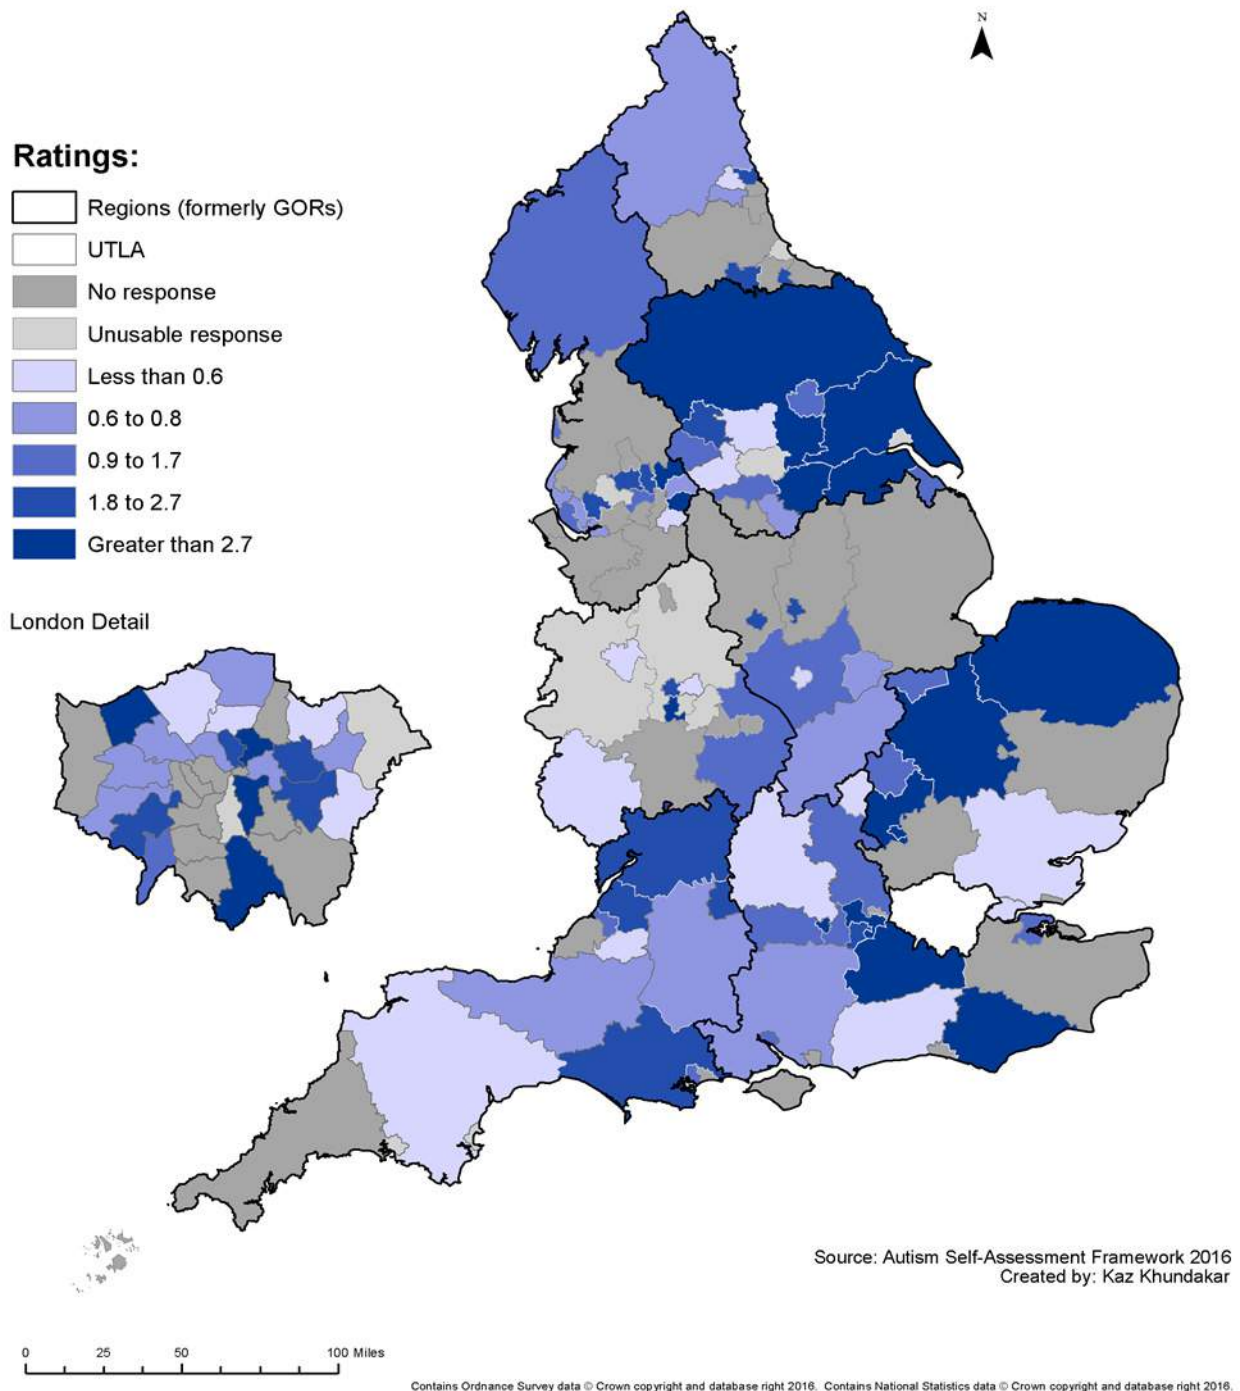 N
Ratings:
Regions (formerly GORs)
UTLA
No response
Unusable response
Less than 0.6
0.6 to 0.8
0.9 to 1.7
1.8 to 2.7
Greater than 2.7
London Detail
Source: Autism Self-Assessment Framework 2016
Created by: Kaz Khundakar
0 25 50 100 Miles
Contains Ordnance Survey data © Crown copyright and database right 2016. Contains National Statistics data © Crown copyright and database right 2016.